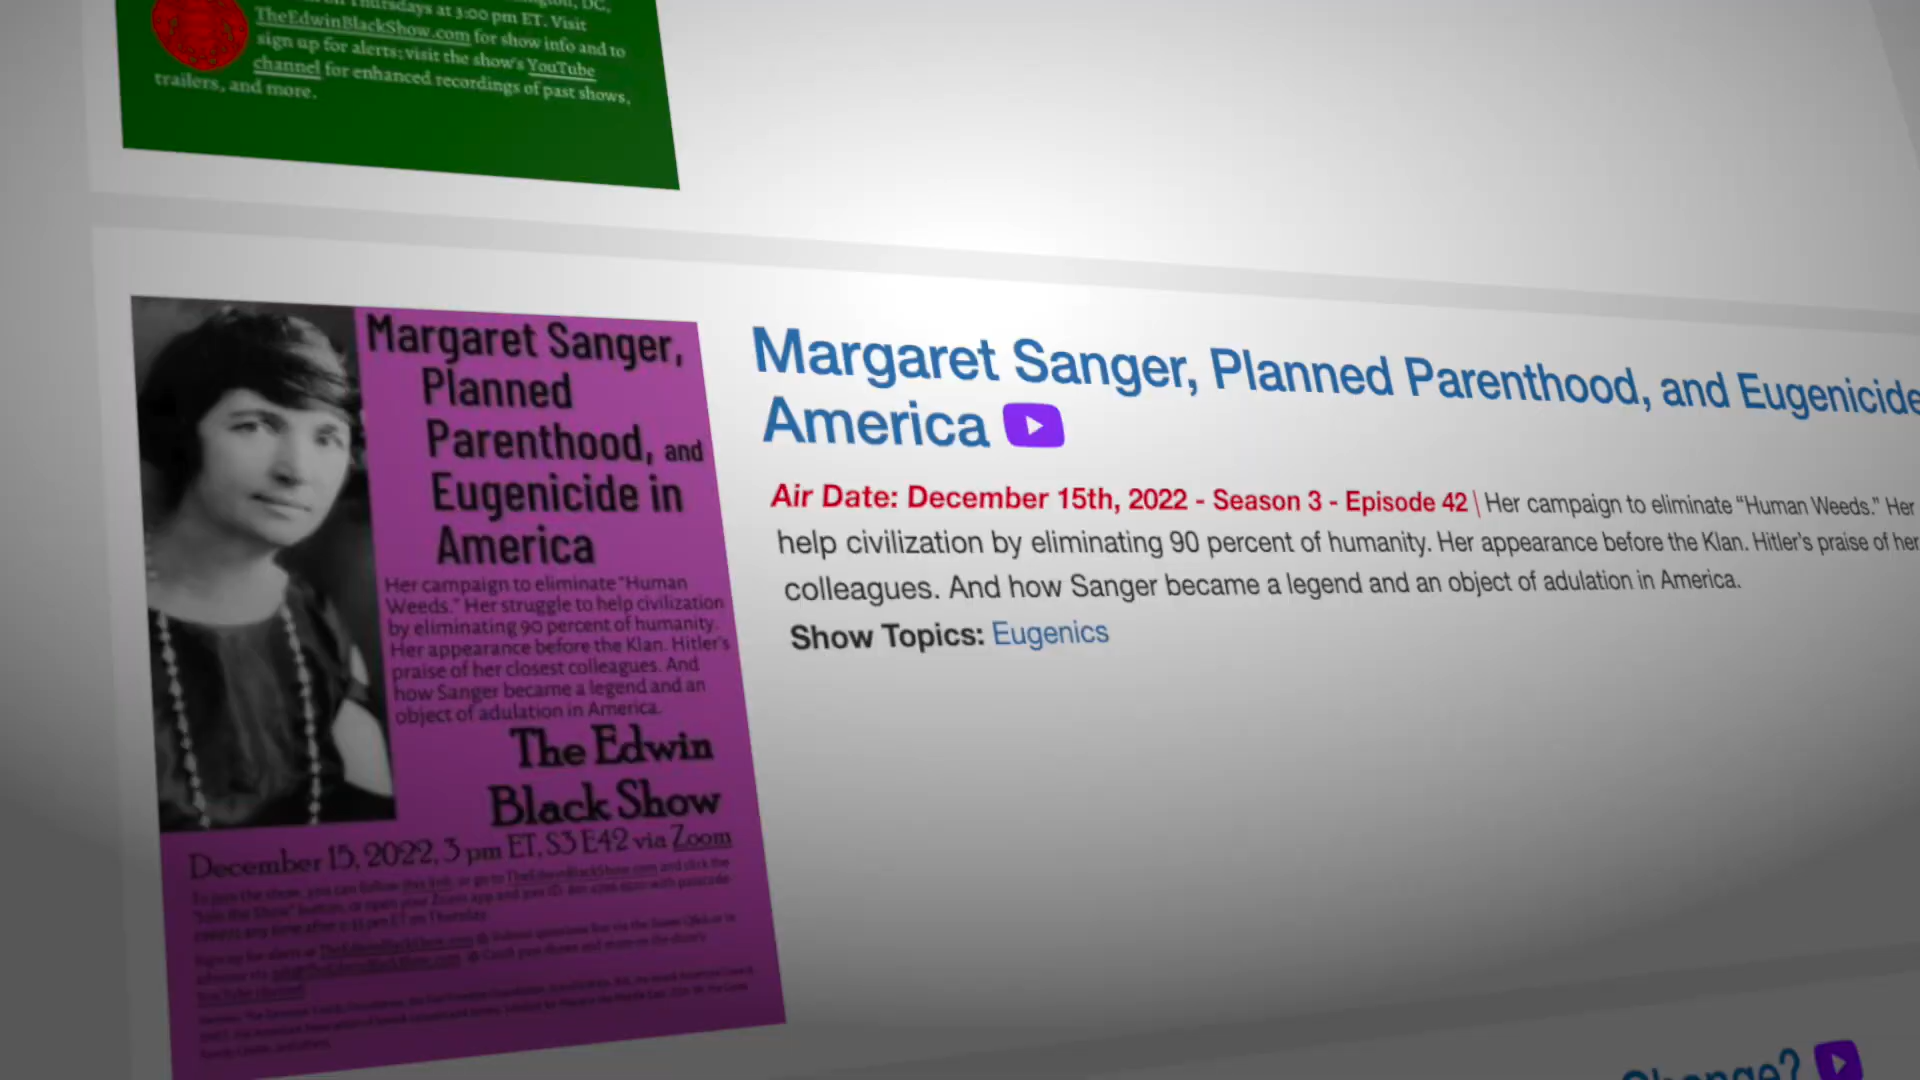 Thursdays at 3:00 pm ET. Visit
TheEdwinBlackShow.com for show info and to
sign up for alerts; visit the show's YouTube
channel for enhanced recordings of past shows,
trailers, and more.
Margaret Sanger,
Planned
Parenthood, and
Eugenicide in
America
Her campaign to eliminate "Human
Weeds." Her struggle to help civilization
by eliminating 90 percent of humanity.
Her appearance before the Klan. Hitler's
praise of her closest colleagues. And
how Sanger became a legend and an
object of adulation in America.
The Edwin
Black Show
December 15, 2022, 3 pm ET, S3 E42 via Zoom
Margaret Sanger, Planned Parenthood, and Eugenicide
America
Air Date: December 15th, 2022 - Season 3 - Episode 42 | Her campaign to eliminate “Human Weeds.” Her
help civilization by eliminating 90 percent of humanity. Her appearance before the Klan. Hitler's praise of her
colleagues. And how Sanger became a legend and an object of adulation in America.
Show Topics: Eugenics
Change?